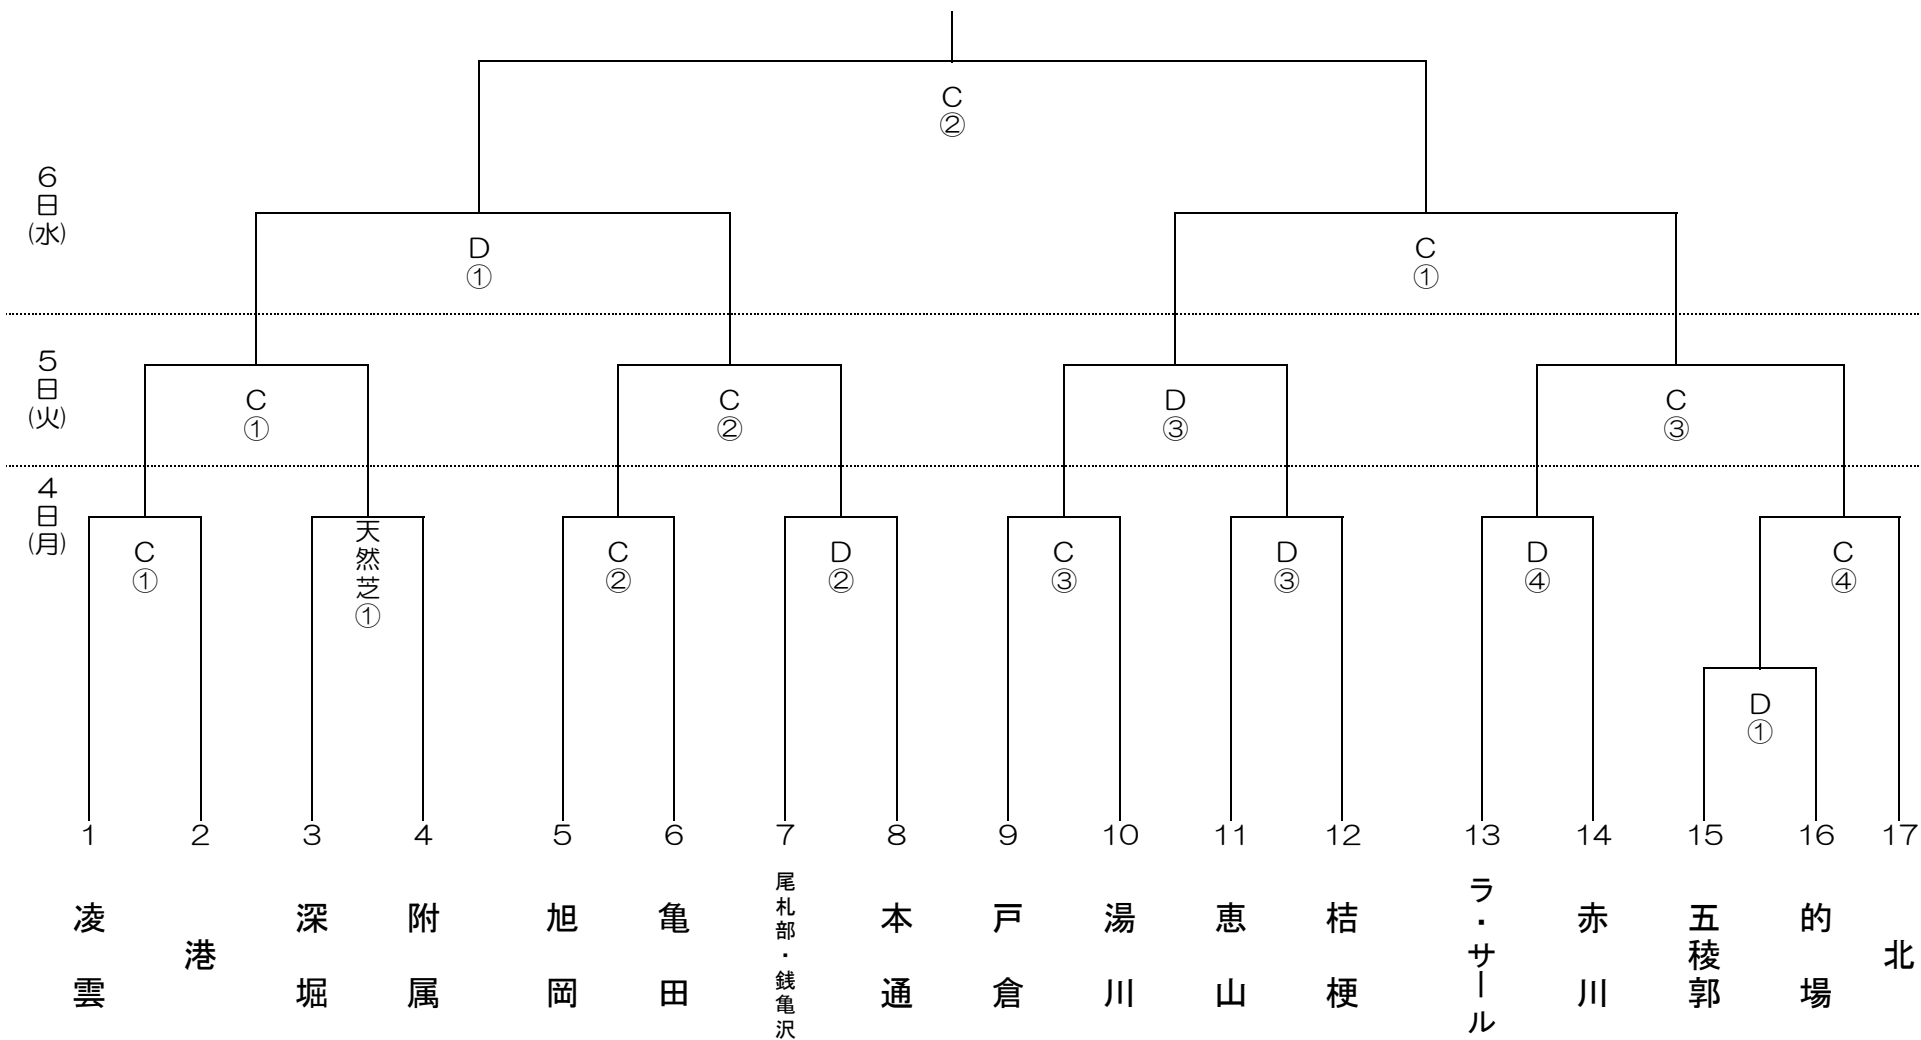 C
②
6日(水)
D
①
C
①
5日(火)
C
①
C
②
D
③
C
③
4日(月)
C
①
天然芝①
C
②
D
②
C
③
D
③
D
④
C
④
D
①
1 2 3 4 5 6 7 8 9 10 11 12 13 14 15 16 17
凌雲
港
深堀
附属
旭岡
亀田
尾札部・銭亀沢
本通
戸倉
湯川
恵山
桔梗
ラ・サール
赤川
五稜郭
的場
北